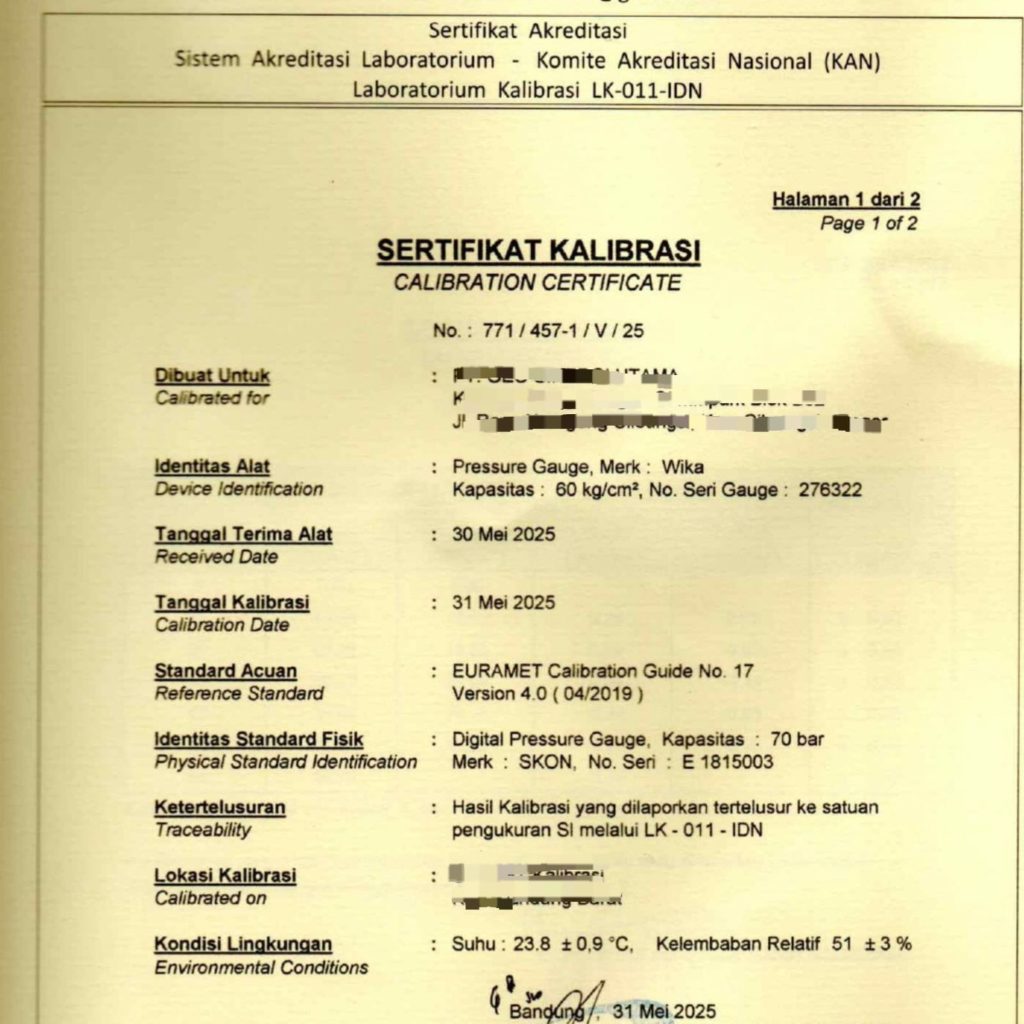 Sertifikat Akreditasi
Sistem Akreditasi Laboratorium - Komite Akreditasi Nasional (KAN)
Laboratorium Kalibrasi LK-011-IDN
Halaman 1 dari 2
Page 1 of 2
SERTIFIKAT KALIBRASI
CALIBRATION CERTIFICATE
No. : 771 / 457-1 / V / 25
Dibuat Untuk :
Calibrated for
Identitas Alat : Pressure Gauge, Merk : Wika
Device Identification Kapasitas : 60 kg/cm², No. Seri Gauge : 276322
Tanggal Terima Alat : 30 Mei 2025
Received Date
Tanggal Kalibrasi : 31 Mei 2025
Calibration Date
Standard Acuan : EURAMET Calibration Guide No. 17
Reference Standard Version 4.0 ( 04/2019 )
Identitas Standard Fisik : Digital Pressure Gauge, Kapasitas : 70 bar
Physical Standard Identification Merk : SKON, No. Seri : E 1815003
Ketertelusuran : Hasil Kalibrasi yang dilaporkan tertelusur ke satuan
Traceability pengukuran SI melalui LK - 011 - IDN
Lokasi Kalibrasi : Kalibrasi
Calibrated on
Kondisi Lingkungan : Suhu : 23.8 ± 0,9 °C, Kelembaban Relatif 51 ± 3 %
Environmental Conditions
Bandung, 31 Mei 2025